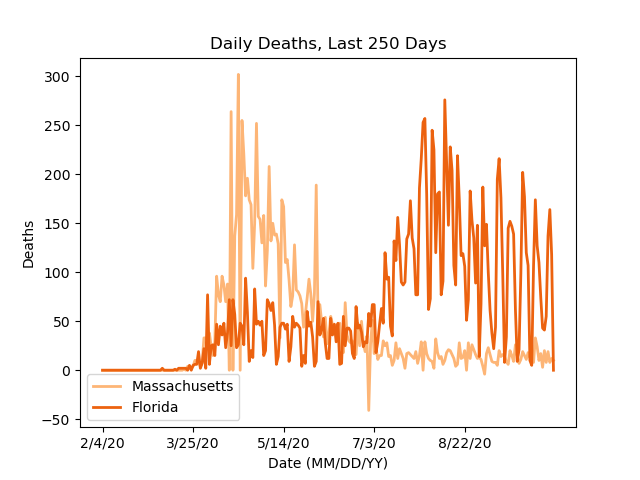 Daily Deaths, Last 250 Days
300
250
200
150
100
50
0
−50
Deaths
Massachusetts
Florida
2/4/20 3/25/20 5/14/20 7/3/20 8/22/20
Date (MM/DD/YY)